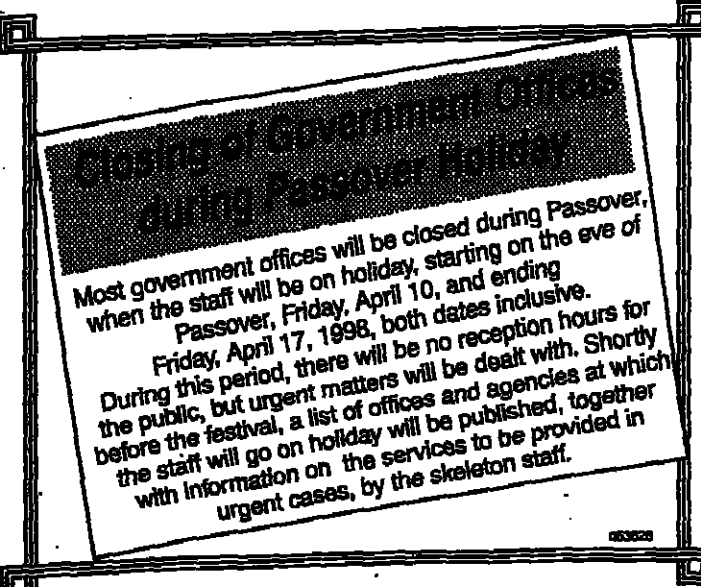 Closing of Government Offices
during Passover Holiday
Most government offices will be closed during Passover,
when the staff will be on holiday, starting on the eve of
Passover, Friday, April 10, and ending
Friday, April 17, 1998, both dates inclusive.
During this period, there will be no reception hours for
the public, but urgent matters will be dealt with. Shortly
before the festival, a list of offices and agencies at which
the staff will go on holiday will be published, together
with information on the services to be provided in
urgent cases, by the skeleton staff.